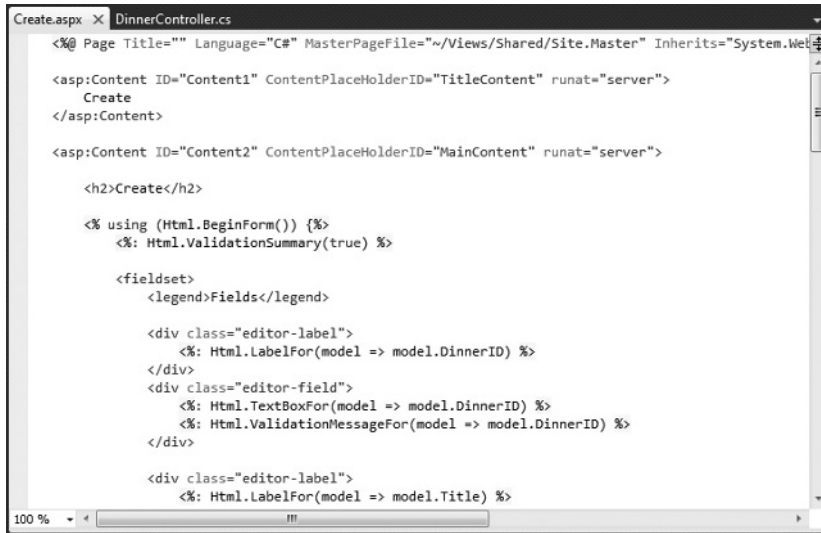 Create.aspx × DinnerController.cs
<%@ Page Title="" Language="C#" MasterPageFile="~/Views/Shared/Site.Master" Inherits="System.Web
<asp:Content ID="Content1" ContentPlaceHolderID="TitleContent" runat="server">
Create
</asp:Content>
<asp:Content ID="Content2" ContentPlaceHolderID="MainContent" runat="server">
<h2>Create</h2>
<% using (Html.BeginForm()) {%>
<%: Html.ValidationSummary(true) %>
<fieldset>
<legend>Fields</legend>
<div class="editor-label">
<%: Html.LabelFor(model => model.DinnerID) %>
</div>
<div class="editor-field">
<%: Html.TextBoxFor(model => model.DinnerID) %>
<%: Html.ValidationMessageFor(model => model.DinnerID) %>
</div>
<div class="editor-label">
<%: Html.LabelFor(model => model.Title) %>
100 %